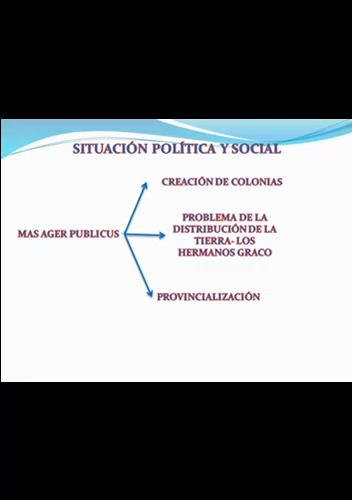 SITUACIÓN POLÍTICA Y SOCIAL
CREACIÓN DE COLONIAS
MAS AGER PUBLICUS
PROBLEMA DE LA
DISTRIBUCIÓN DE LA
TIERRA- LOS
HERMANOS GRACO
PROVINCIALIZACIÓN